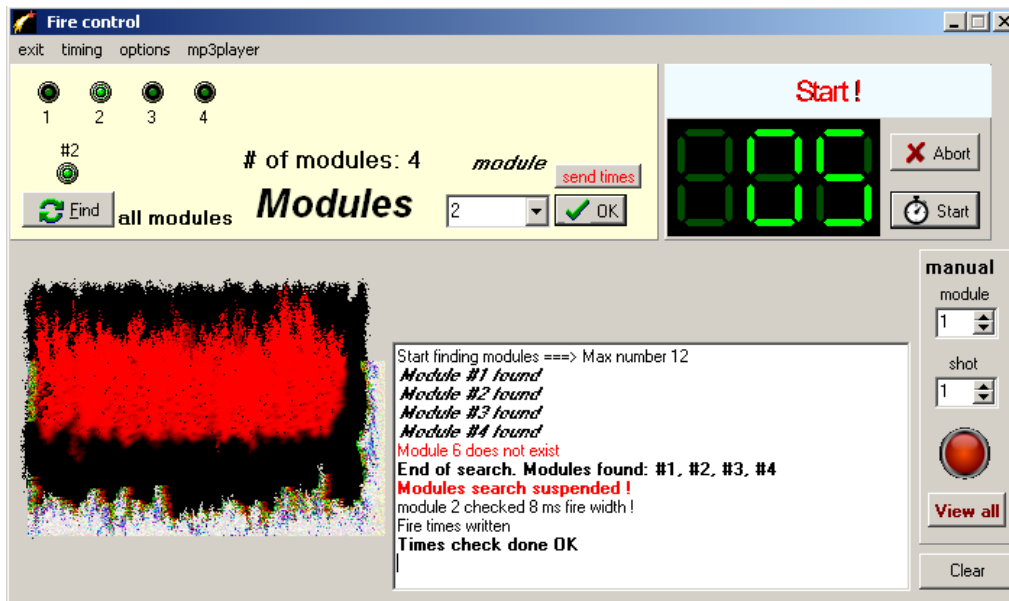 Fire control
exit timing options mp3player
1 2 3 4
#2
# of modules: 4
module
send times
Find
all modules
Modules
2
OK
Start !
05
Abort
Start
manual
module
1
shot
1
View all
Clear
Start finding modules ===> Max number 12
Module #1 found
Module #2 found
Module #3 found
Module #4 found
Module 6 does not exist
End of search. Modules found: #1, #2, #3, #4
Modules search suspended !
module 2 checked 8 ms fire width !
Fire times written
Times check done OK